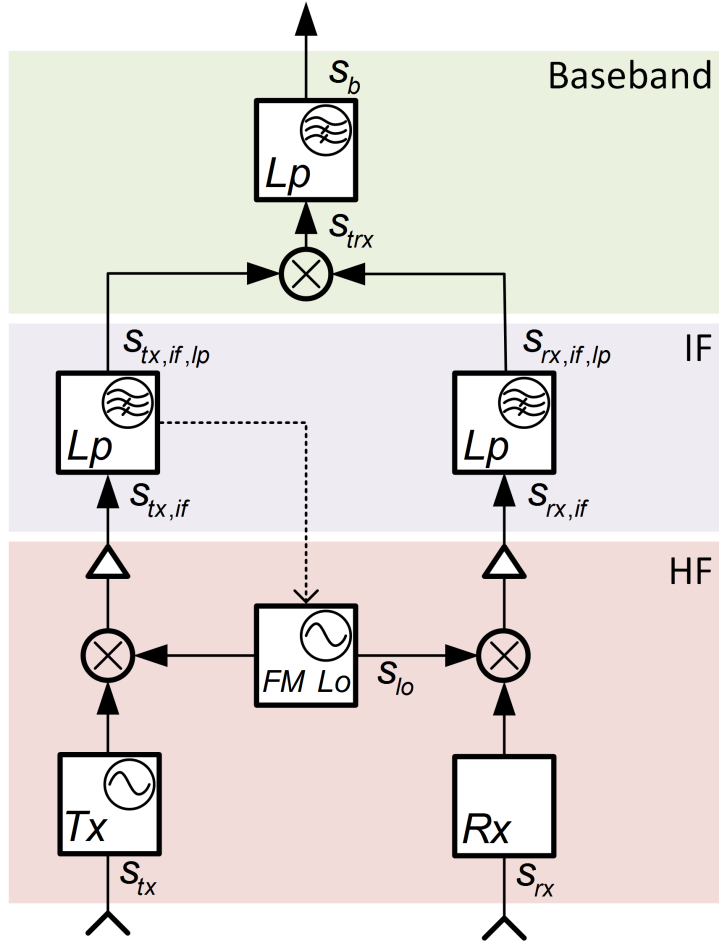 Baseband
s_b
Lp
s_trx
IF
s_tx,if,lp
s_rx,if,lp
Lp
Lp
s_tx,if
s_rx,if
HF
FM Lo
s_lo
Tx
Rx
s_tx
s_rx